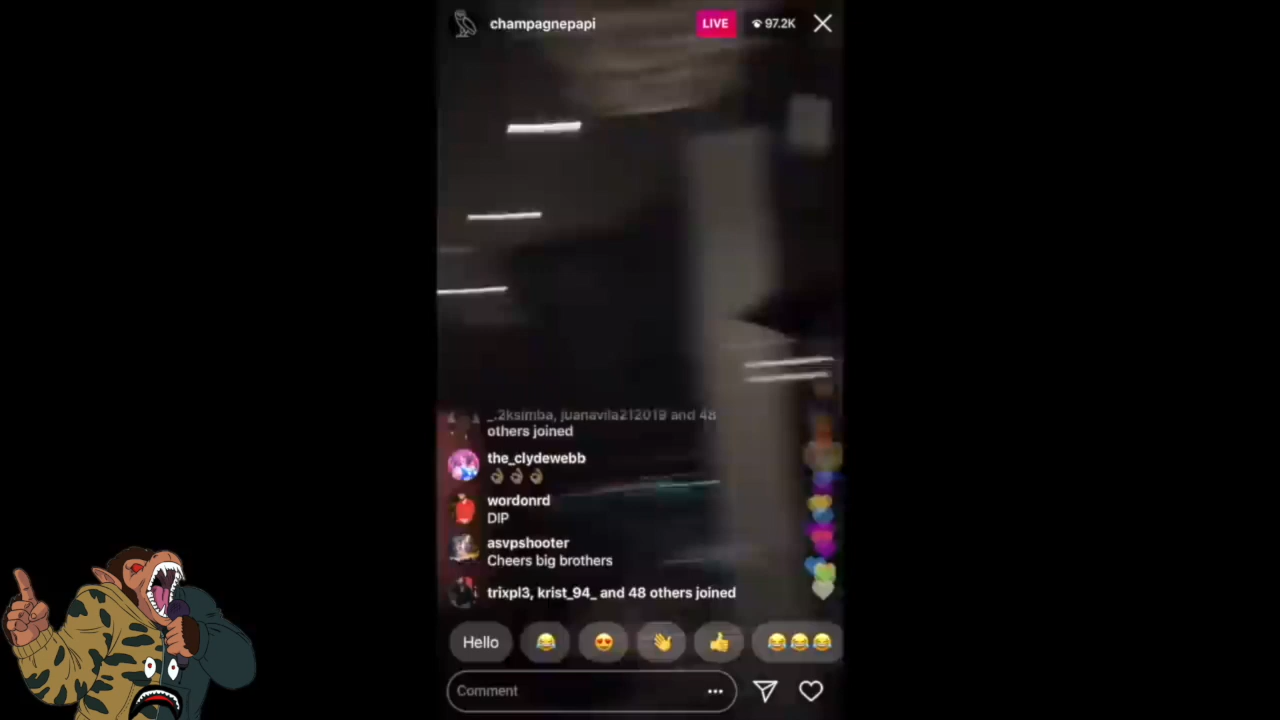 champagnepapi
LIVE
97.2K
_.2ksimba, juanavila212019 and 48
others joined
the_clydewebb
👌🏽👌🏽👌🏽
wordonrd
DIP
asvpshooter
Cheers big brothers
trixpl3, krist_94_ and 48 others joined
Hello 😂 😍 👋 👍 😂😂😂
Comment